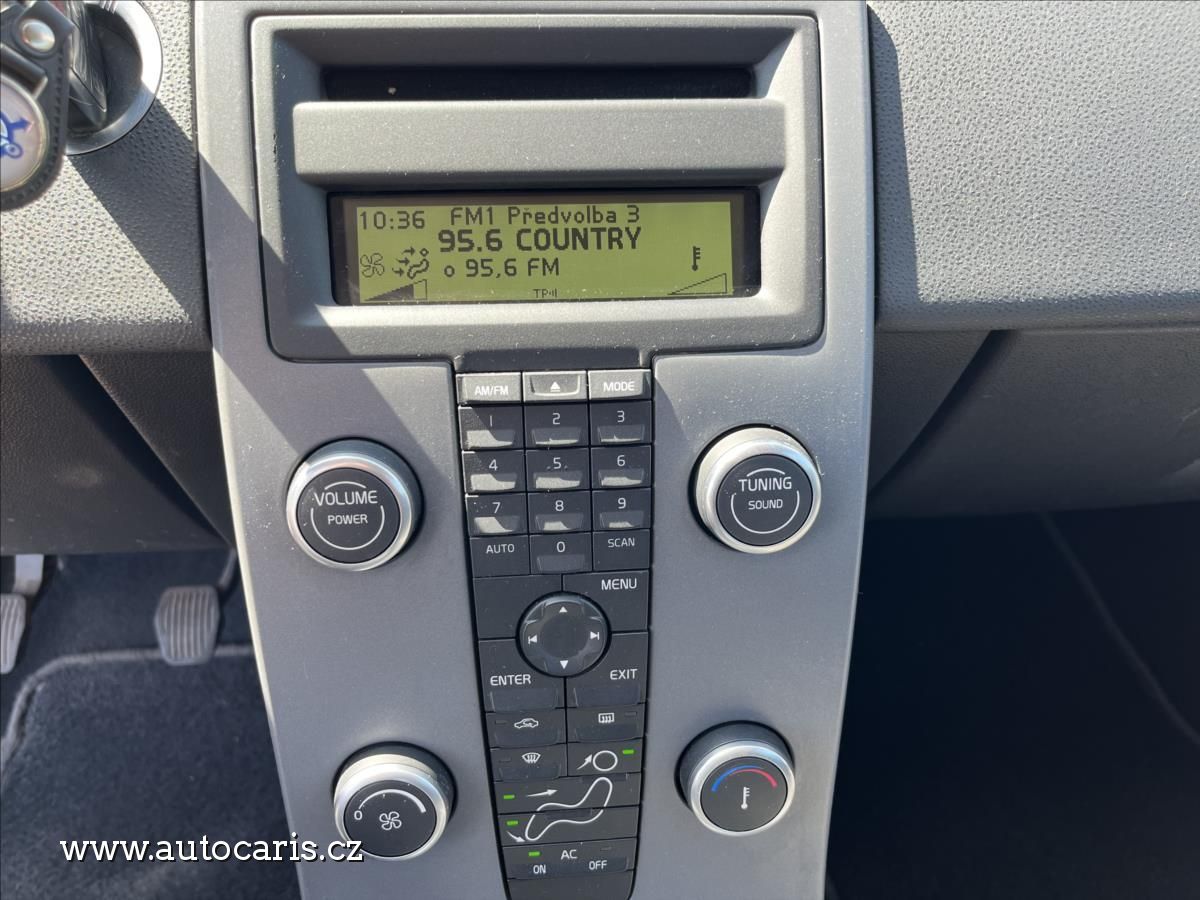 10:36 FM1 Předvolba 3
95.6 COUNTRY
o 95,6 FM
TP
AM/FM MODE
1 2 3
4 5 6
7 8 9
AUTO 0 SCAN
VOLUME
POWER
TUNING
SOUND
MENU
ENTER EXIT
0
AC
ON OFF
www.autocaris.cz